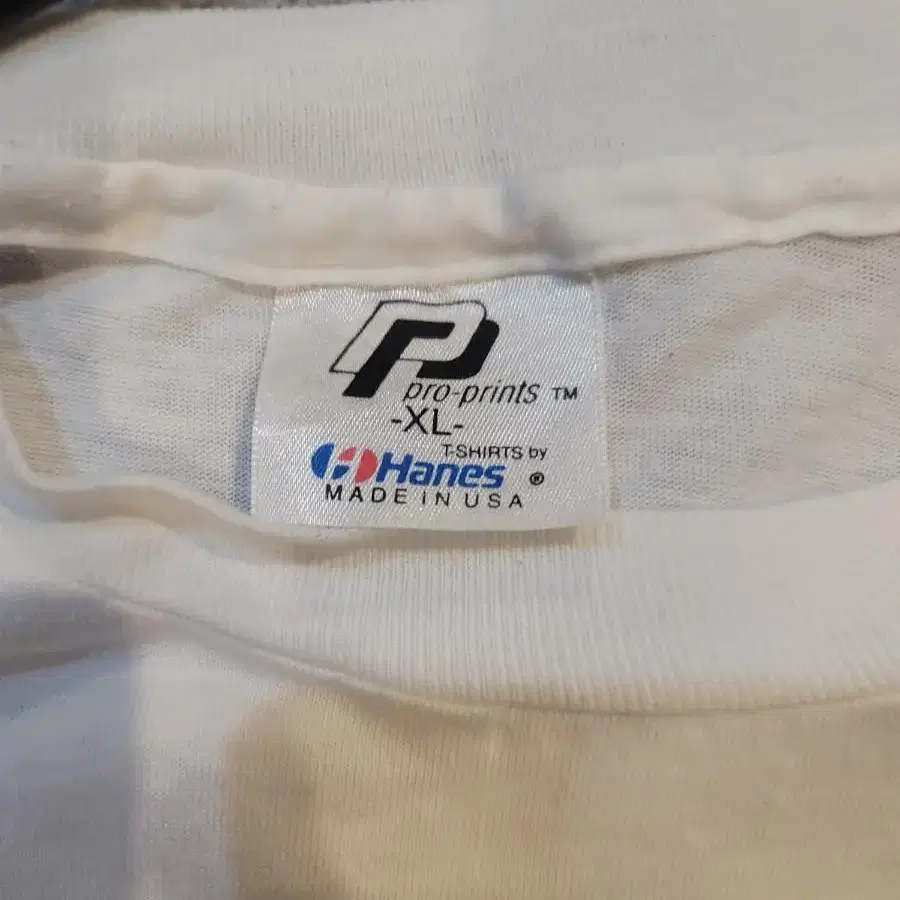 pro-prints ™
-XL-
T-SHIRTS by
Hanes ®
MADE IN USA